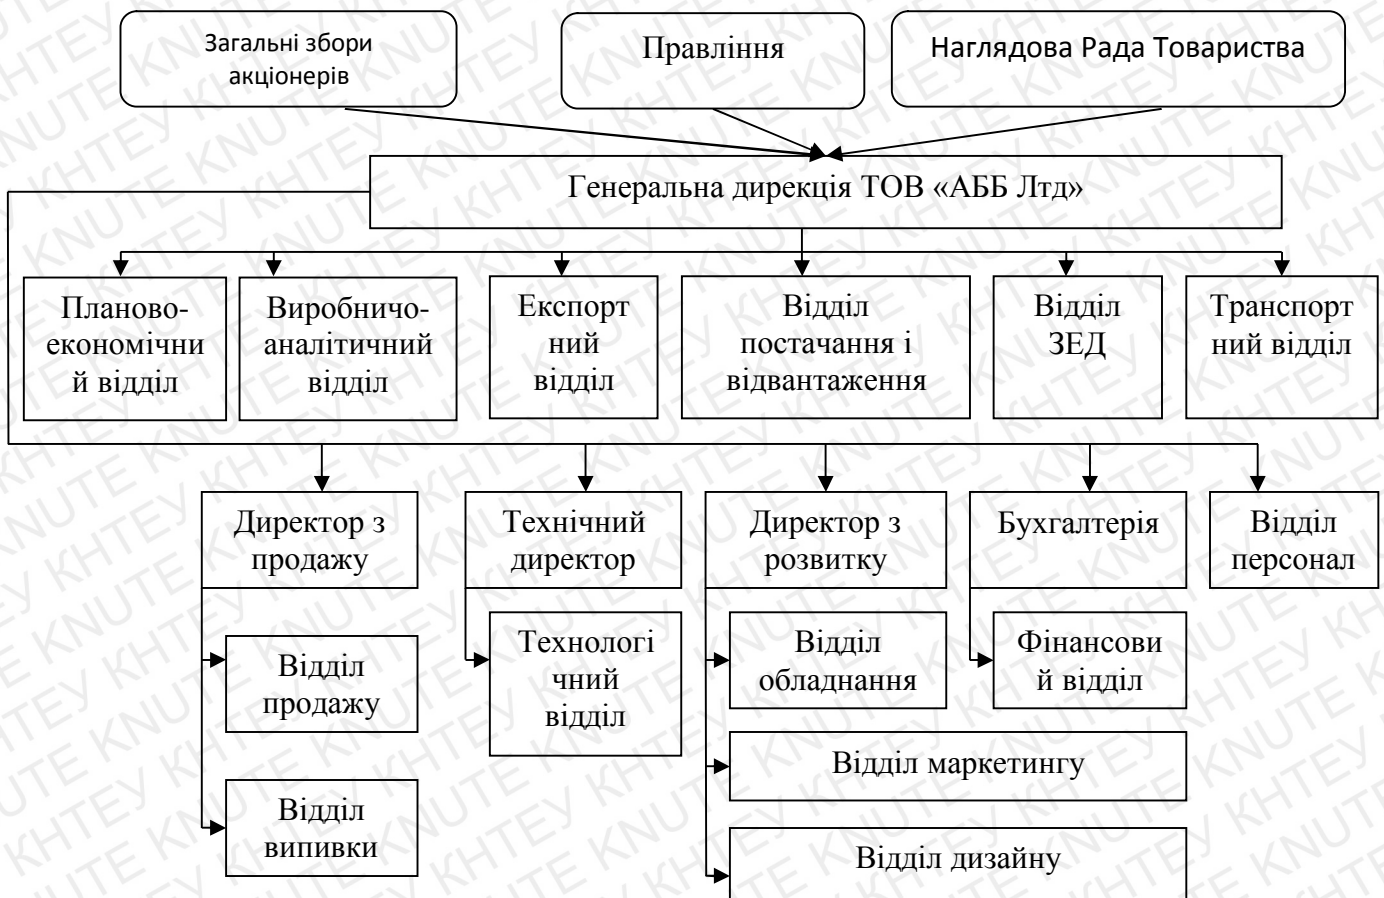 Загальні збори
акціонерів
Правління
Наглядова Рада Товариства
Генеральна дирекція ТОВ «АББ Лтд»
Планово-
економічни
й відділ
Виробничо-
аналітичний
відділ
Експорт
ний
відділ
Відділ
постачання і
відвантаження
Відділ
ЗЕД
Транспорт
ний відділ
Директор з
продажу
Технічний
директор
Директор з
розвитку
Бухгалтерія
Відділ
персонал
Відділ
продажу
Технологі
чний
відділ
Відділ
обладнання
Фінансови
й відділ
Відділ маркетингу
Відділ
випивки
Відділ дизайну